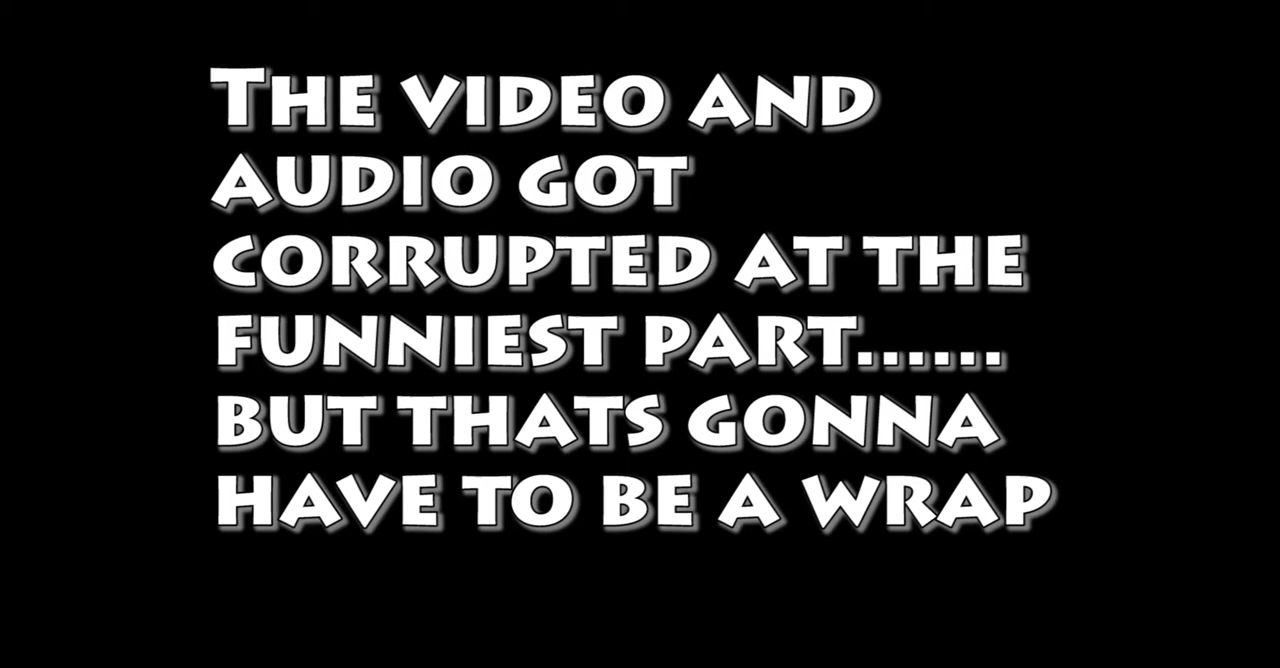 The video and
audio got
corrupted at the
funniest part......
but thats gonna
have to be a wrap